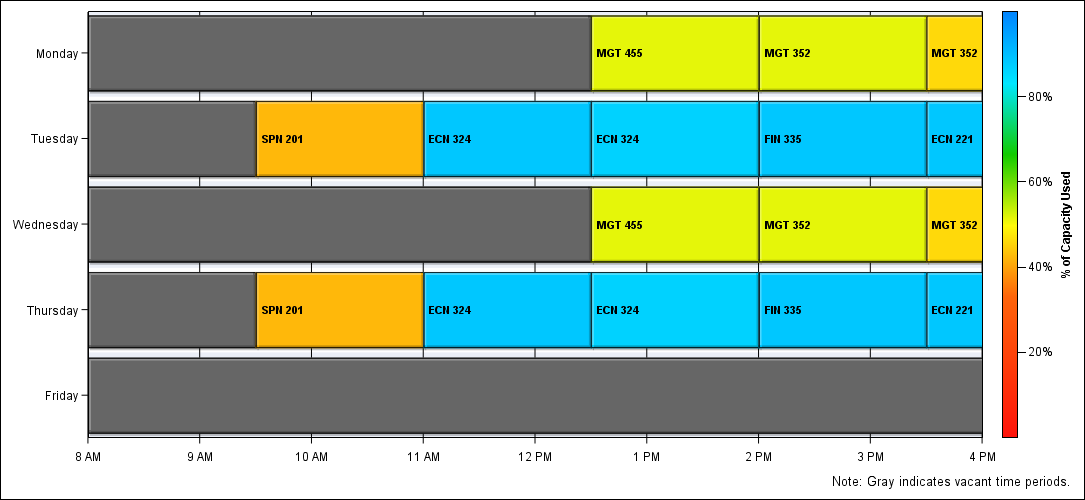 Monday
MGT 455
MGT 352
MGT 352
Tuesday
SPN 201
ECN 324
ECN 324
FIN 335
ECN 221
Wednesday
MGT 455
MGT 352
MGT 352
Thursday
SPN 201
ECN 324
ECN 324
FIN 335
ECN 221
Friday
8 AM
9 AM
10 AM
11 AM
12 PM
1 PM
2 PM
3 PM
4 PM
80%
60%
40%
20%
% of Capacity Used
Note: Gray indicates vacant time periods.